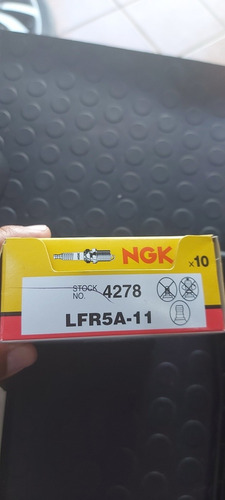 NGK
x10
STOCK NO. 4278
LFR5A-11